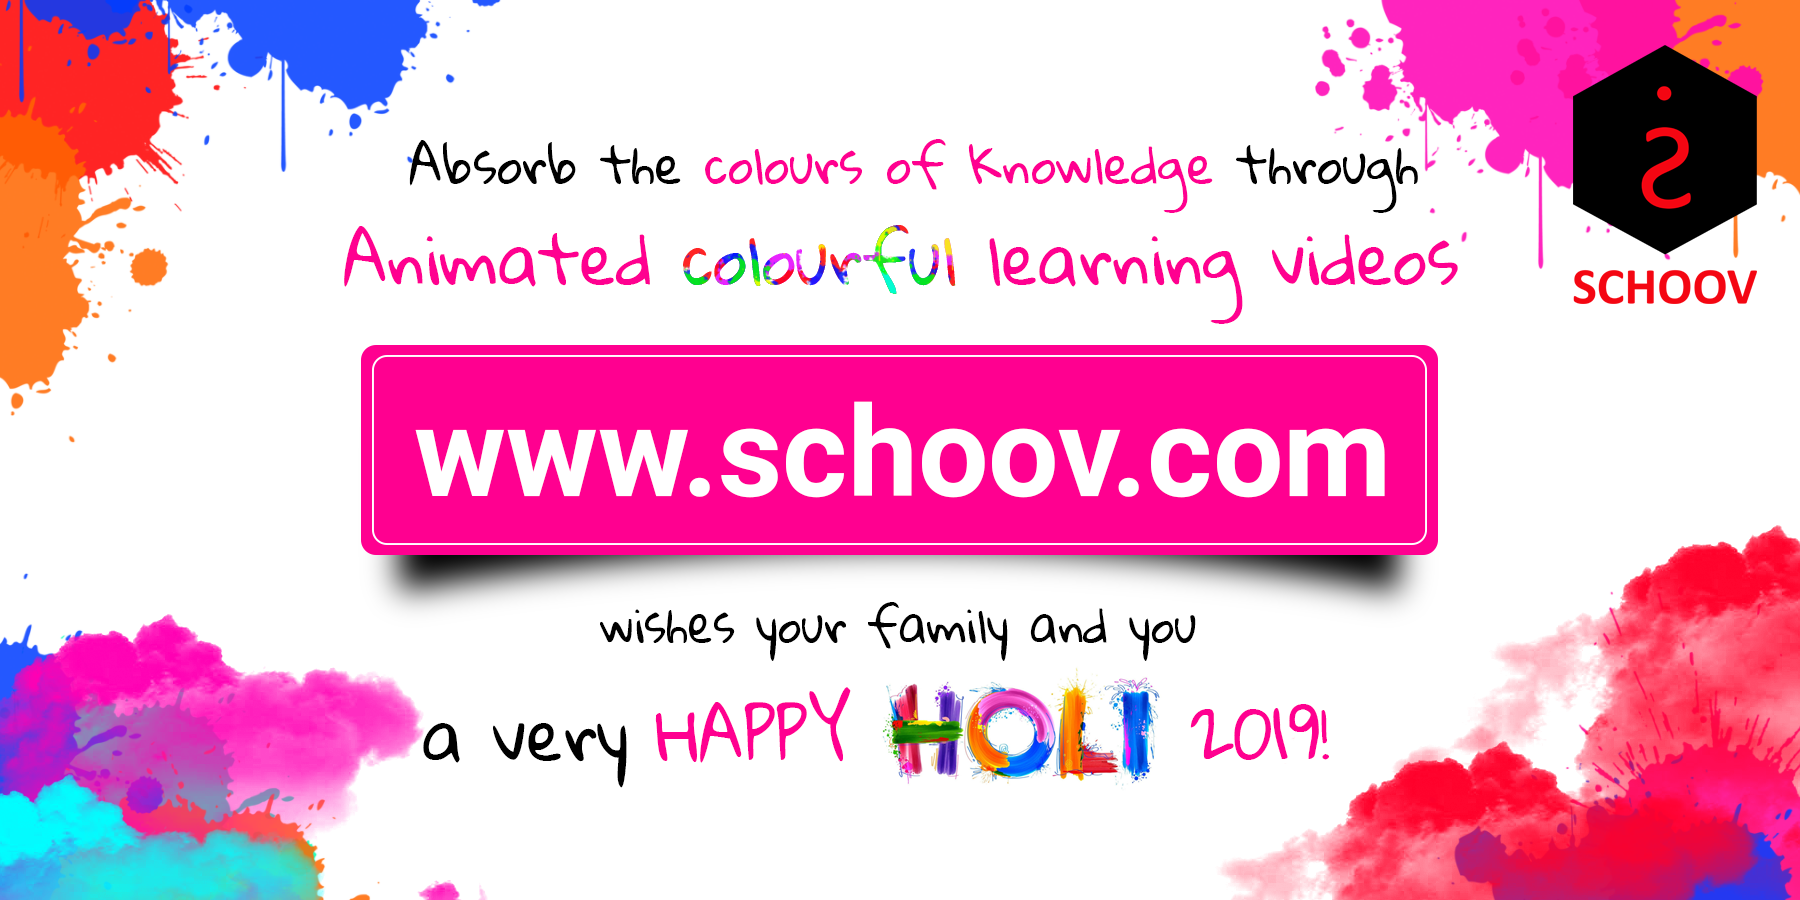 Absorb the colours of Knowledge through
Animated colourful learning videos
SCHOOV
www.schoov.com
wishes your family and you
a very HAPPY HOLI 2019!